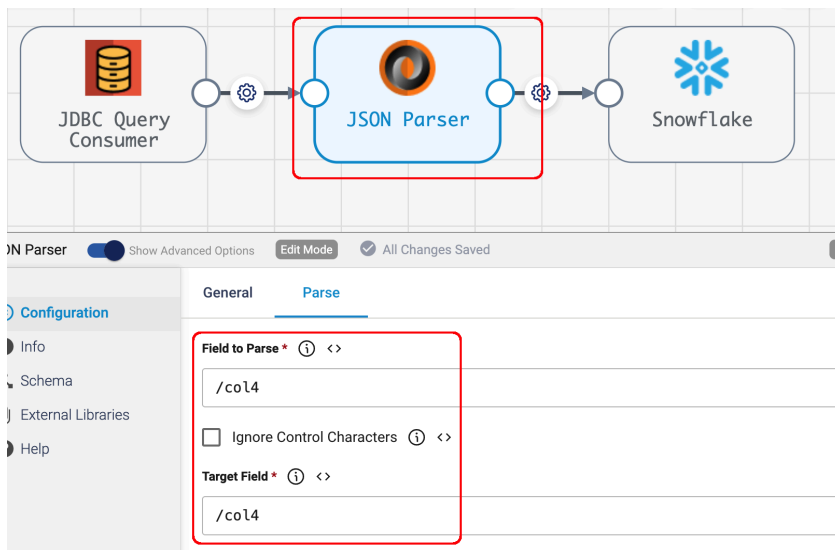 JDBC Query
Consumer
JSON Parser
Snowflake
ON Parser
Show Advanced Options
Edit Mode
All Changes Saved
Configuration
Info
Schema
External Libraries
Help
General
Parse
Field to Parse *
/col4
Ignore Control Characters
Target Field *
/col4